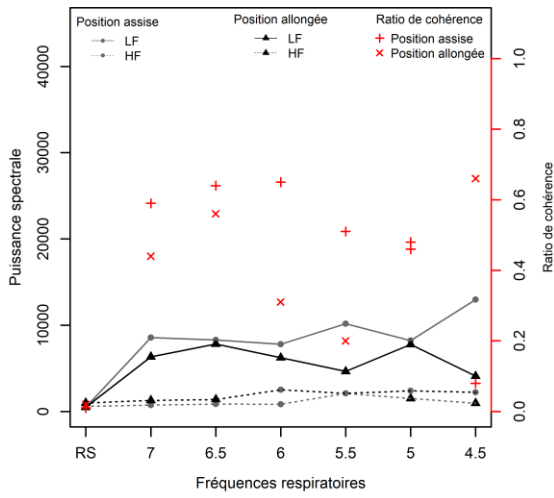 Position assise
LF
HF
Position allongée
LF
HF
Ratio de cohérence
Position assise
Position allongée
Puissance spectrale
40000
30000
20000
10000
0
Ratio de cohérence
1.0
0.8
0.6
0.4
0.2
0.0
RS 7 6.5 6 5.5 5 4.5
Fréquences respiratoires